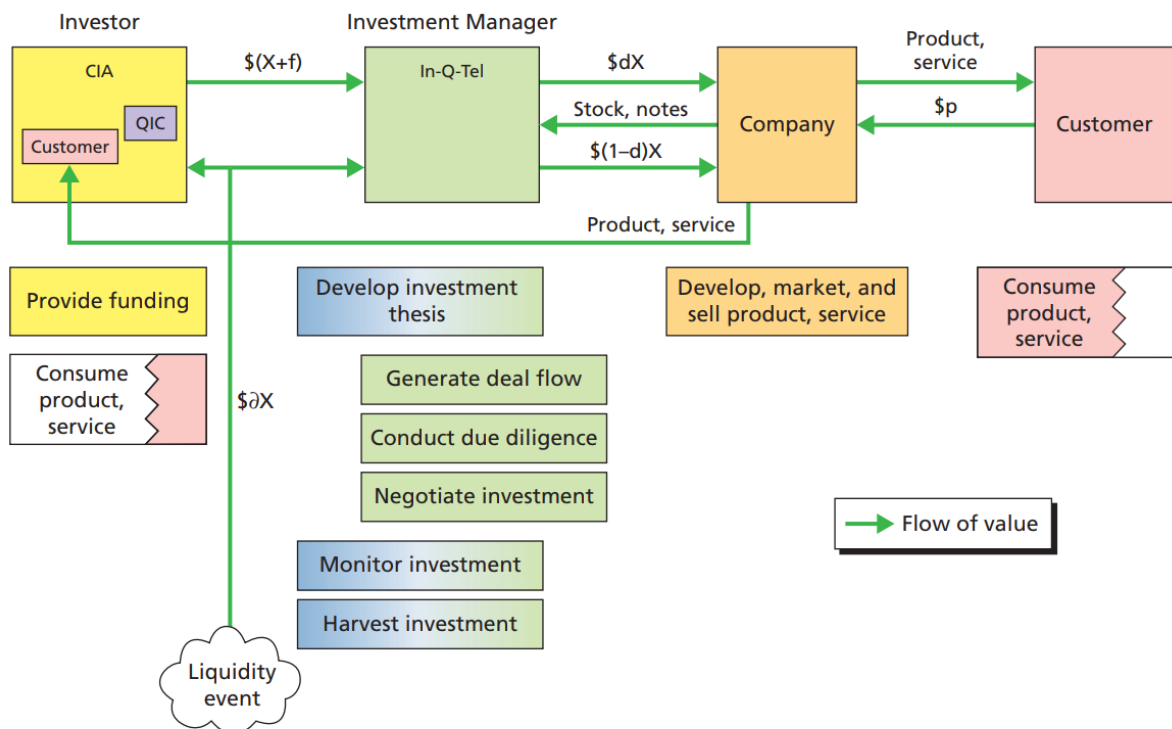 Investor
Investment Manager
CIA
QIC
Customer
$(X+f)
In-Q-Tel
$dX
Stock, notes
$(1–d)X
Company
Product,
service
$p
Customer
Product, service
Provide funding
Develop investment
thesis
Develop, market, and
sell product, service
Consume
product,
service
Consume
product,
service
$∂X
Generate deal flow
Conduct due diligence
Negotiate investment
Flow of value
Monitor investment
Harvest investment
Liquidity
event